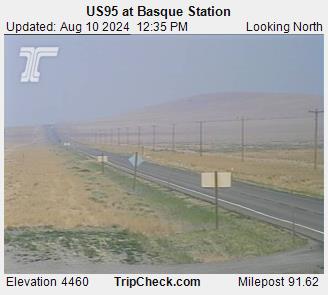 US95 at Basque Station
Updated: Aug 10 2024 12:35 PM Looking North
Elevation 4460 TripCheck.com Milepost 91.62